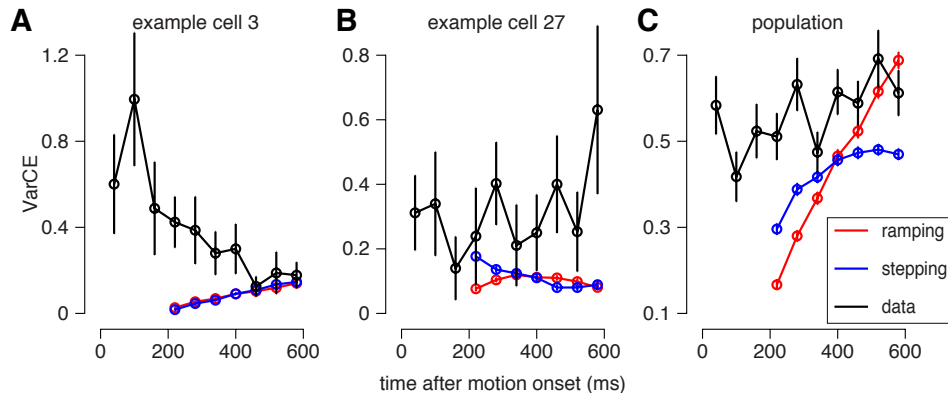 A example cell 3 B example cell 27 C population
VarCE
1.2
0.8
0.4
0
0.8
0.6
0.4
0.2
0
0.7
0.5
0.3
0.1
ramping
stepping
data
0 200 400 600 0 200 400 600 0 200 400 600
time after motion onset (ms)